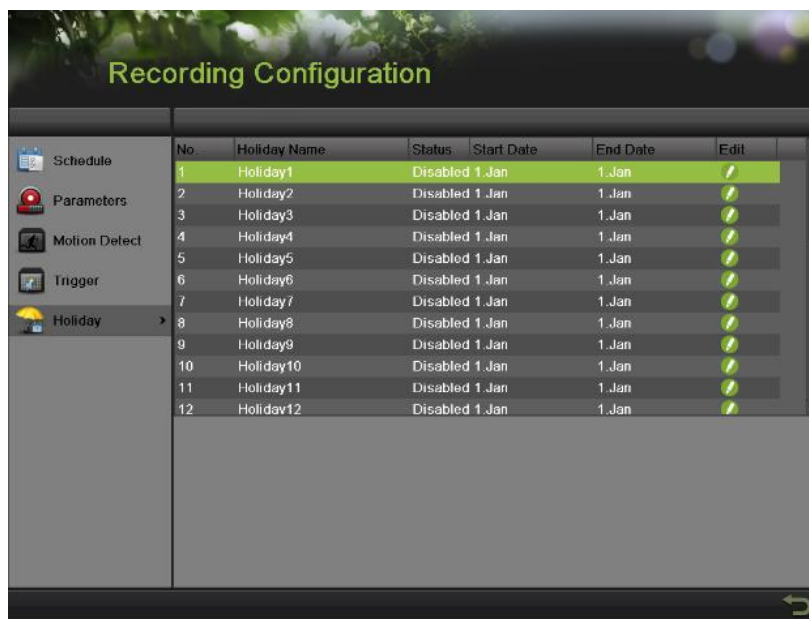 Recording Configuration
Schedule
Parameters
Motion Detect
Trigger
Holiday
No. Holiday Name Status Start Date End Date Edit
1 Holiday1 Disabled 1.Jan 1.Jan
2 Holiday2 Disabled 1.Jan 1.Jan
3 Holiday3 Disabled 1.Jan 1.Jan
4 Holiday4 Disabled 1.Jan 1.Jan
5 Holiday5 Disabled 1.Jan 1.Jan
6 Holiday6 Disabled 1.Jan 1.Jan
7 Holiday7 Disabled 1.Jan 1.Jan
8 Holiday8 Disabled 1.Jan 1.Jan
9 Holiday9 Disabled 1.Jan 1.Jan
10 Holiday10 Disabled 1.Jan 1.Jan
11 Holiday11 Disabled 1.Jan 1.Jan
12 Holiday12 Disabled 1.Jan 1.Jan